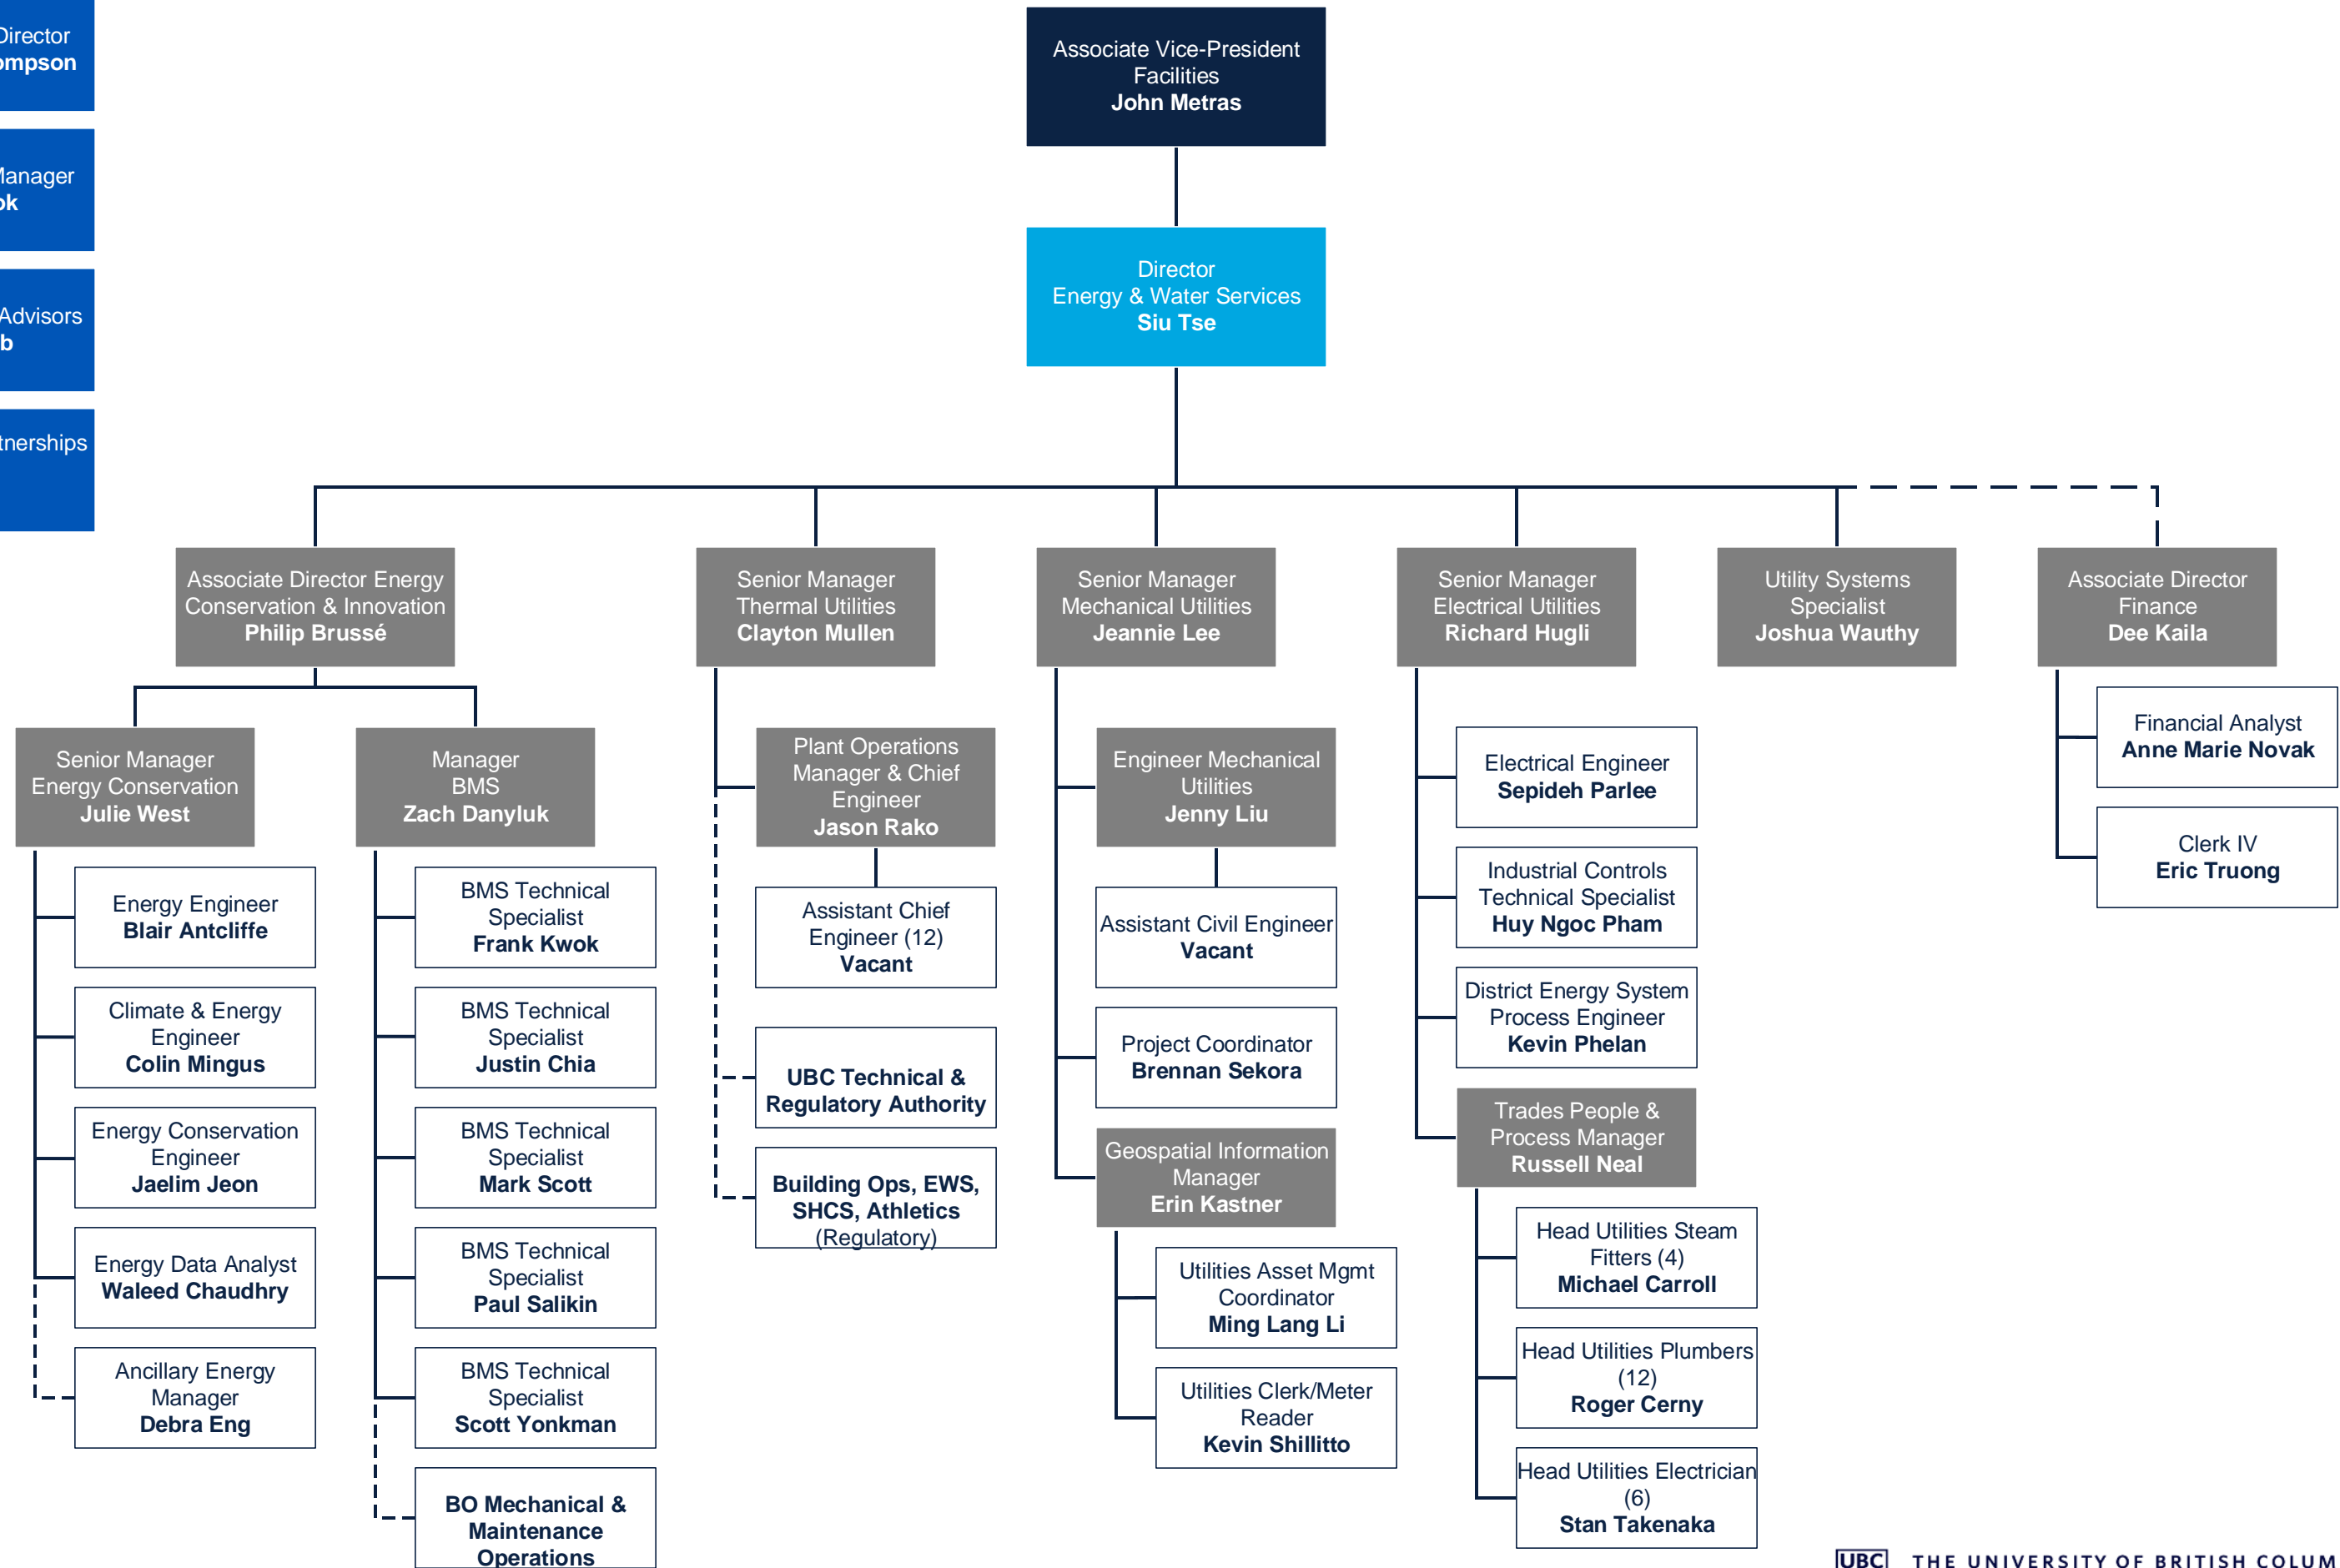 Director
Associate Vice-President
Facilities
John Metras
Manager
Advisors
Director
Energy & Water Services
Siu Tse
Associate Director Energy
Conservation & Innovation
Philip Brussé
Senior Manager
Thermal Utilities
Clayton Mullen
Senior Manager
Mechanical Utilities
Jeannie Lee
Senior Manager
Electrical Utilities
Richard Hugli
Utility Systems
Specialist
Joshua Wauthy
Associate Director
Finance
Dee Kaila
Senior Manager
Energy Conservation
Julie West
Energy Engineer
Blair Antcliffe
Climate & Energy
Engineer
Colin Mingus
Energy Conservation
Engineer
Jaelim Jeon
Energy Data Analyst
Waleed Chaudhry
Ancillary Energy
Manager
Debra Eng
Manager
BMS
Zach Danyluk
BMS Technical
Specialist
Frank Kwok
BMS Technical
Specialist
Justin Chia
BMS Technical
Specialist
Mark Scott
BMS Technical
Specialist
Paul Salikin
BMS Technical
Specialist
Scott Yonkman
BO Mechanical &
Maintenance
Operations
Plant Operations
Manager & Chief
Engineer
Jason Rako
Assistant Chief
Engineer (12)
Vacant
UBC Technical &
Regulatory Authority
Building Ops, EWS,
SHCS, Athletics
(Regulatory)
Engineer Mechanical
Utilities
Jenny Liu
Assistant Civil Engineer
Vacant
Project Coordinator
Brennan Sekora
Geospatial Information
Manager
Erin Kastner
Utilities Asset Mgmt
Coordinator
Ming Lang Li
Utilities Clerk/Meter
Reader
Kevin Shillitto
Electrical Engineer
Sepideh Parlee
Industrial Controls
Technical Specialist
Huy Ngoc Pham
District Energy System
Process Engineer
Kevin Phelan
Trades People &
Process Manager
Russell Neal
Head Utilities Steam
Fitters (4)
Michael Carroll
Head Utilities Plumbers
(12)
Roger Cerny
Head Utilities Electrician
(6)
Stan Takenaka
Financial Analyst
Anne Marie Novak
Clerk IV
Eric Truong
UBC THE UNIVERSITY OF BRITISH COLUM